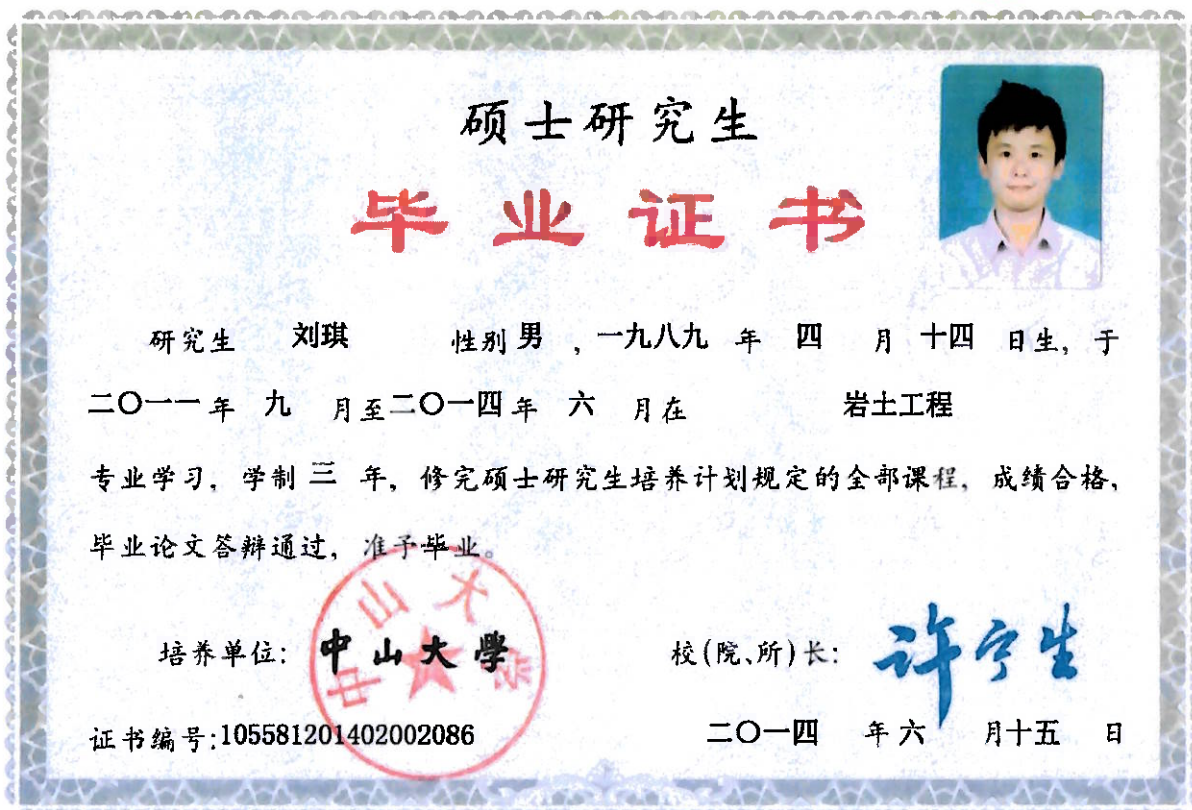 硕士研究生
毕业证书
研究生 刘琪 性别 男 ，一九八九 年 四 月 十四 日生，于
二〇一一 年 九 月至 二〇一四 年 六 月在 岩土工程
专业学习，学制 三 年，修完硕士研究生培养计划规定的全部课程，成绩合格，
毕业论文答辩通过，准予毕业。
中山大学
培养单位：中山大學
校（院、所）长：许宁生
证书编号:105581201402002086
二〇一四 年 六 月 十五 日